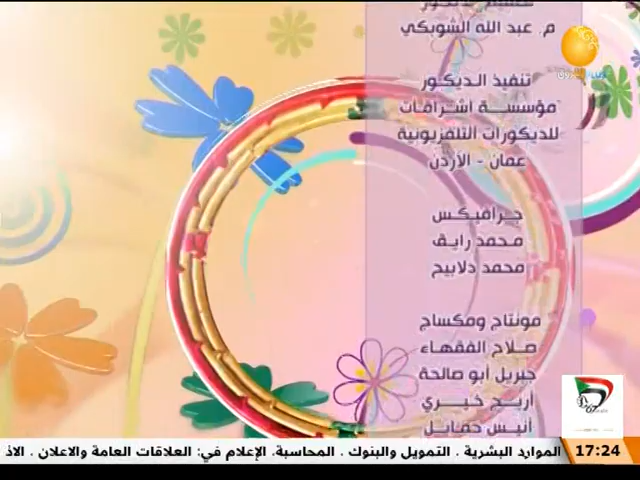 م. عبد الله الشوبكي
تنفيذ الديكور
مؤسسة اشراقات
للديكورات التلفزيونية
عمان - الأردن
جرافيكس
محمد رايق
محمد دلابيح
مونتاج ومكساج
صلاح الفقهاء
جبريل أبو صالحة
أريج خيري
أنيس حمايل
الموارد البشرية . التمويل والبنوك . المحاسبة. الإعلام في: العلاقات العامة والاعلان . الاذ
17:24